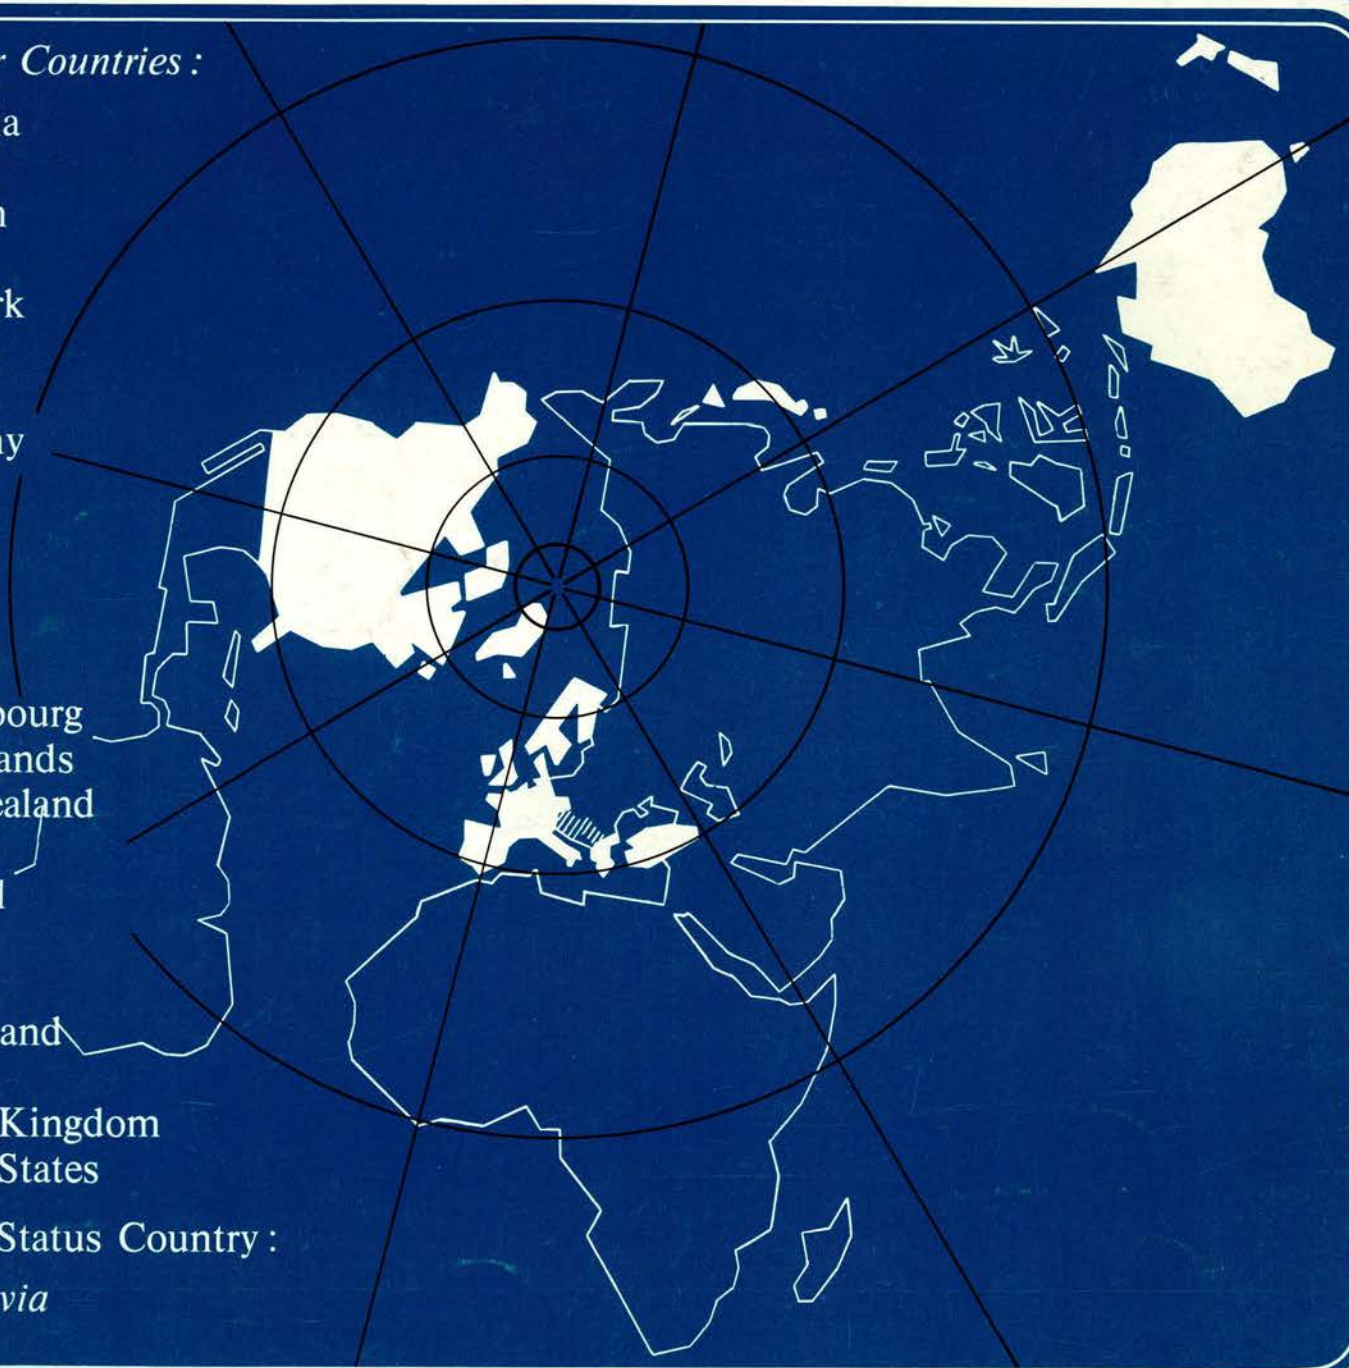 r Countries :
a
n
rk
ny
bourg
ands
ealand
l
and
Kingdom
States
Status Country :
via